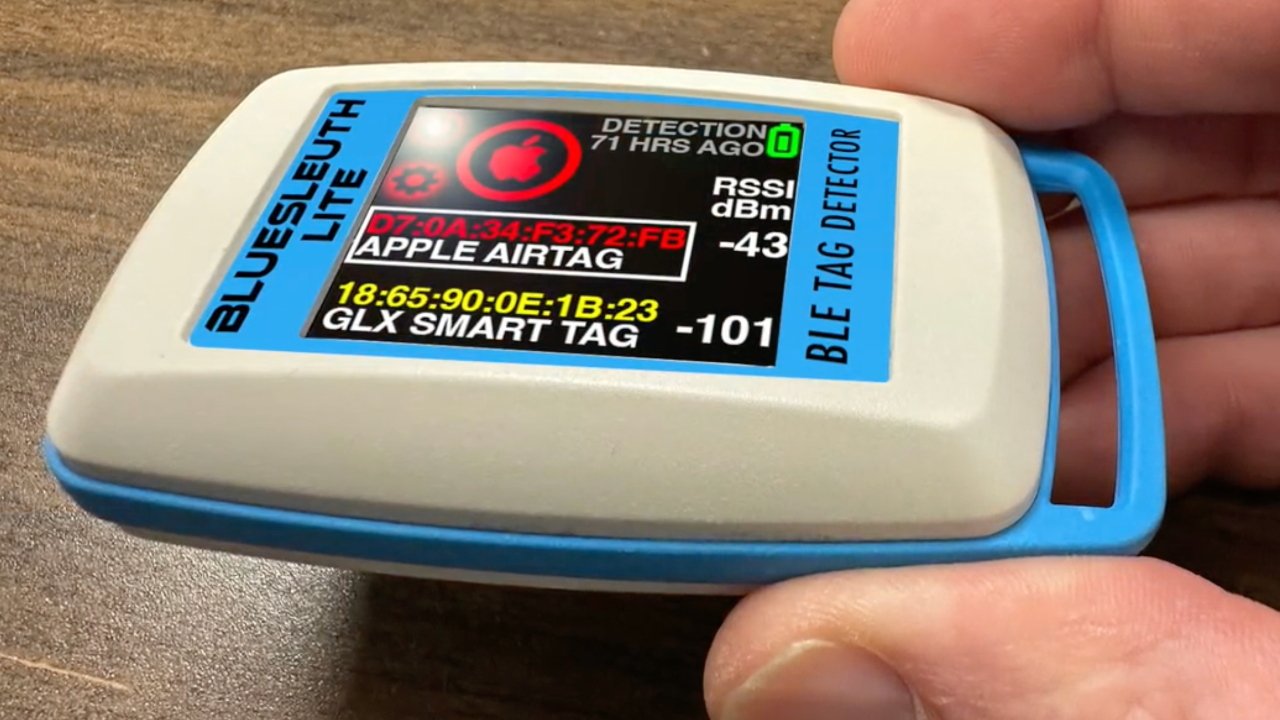 BLUESLEUTH
LITE
DETECTION
71 HRS AGO
RSSI
dBm
D7:0A:34:F3:72:FB
APPLE AIRTAG
-43
18:65:90:0E:1B:23
GLX SMART TAG
-101
BLE TAG DETECTOR